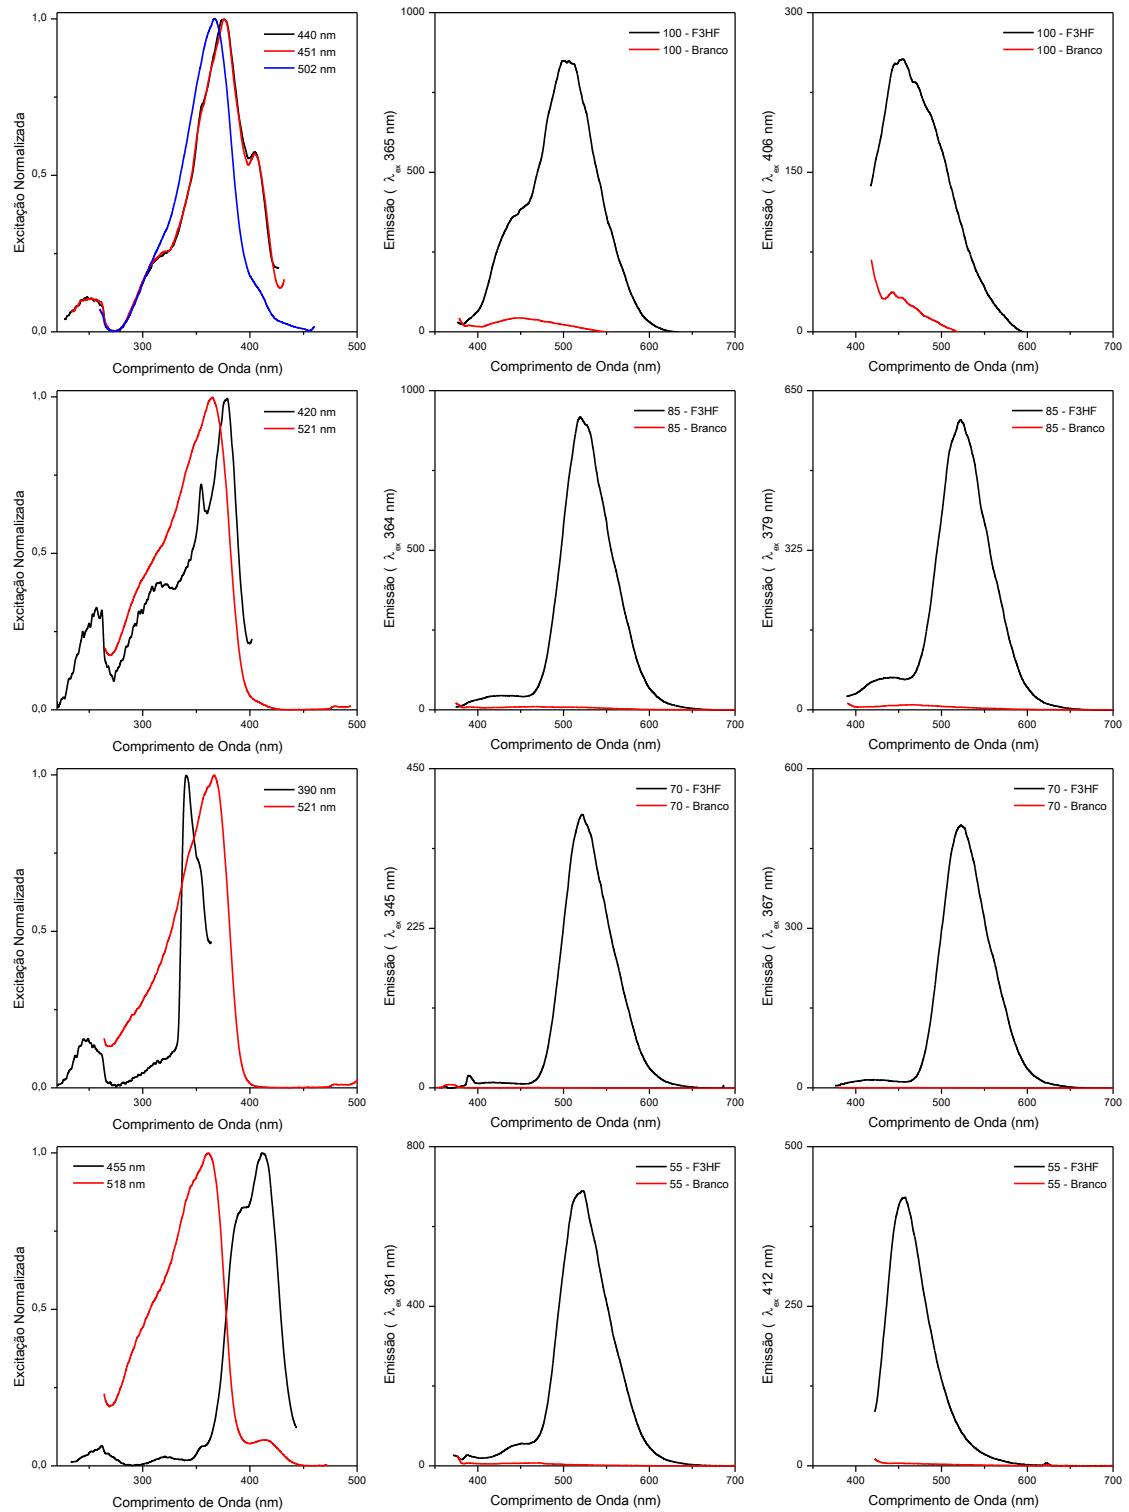 1,0
0,5
0,0
300
400
500
Excitação Normalizada
Comprimento de Onda (nm)
440 nm
451 nm
502 nm
1000
500
0
400
500
600
700
Emissão ( λex 365 nm)
Comprimento de Onda (nm)
100 - F3HF
100 - Branco
300
150
0
400
500
600
700
Emissão ( λex 406 nm)
Comprimento de Onda (nm)
100 - F3HF
100 - Branco
1,0
0,5
0,0
300
400
500
Excitação Normalizada
Comprimento de Onda (nm)
420 nm
521 nm
1000
500
0
400
500
600
700
Emissão ( λex 364 nm)
Comprimento de Onda (nm)
85 - F3HF
85 - Branco
650
325
0
400
500
600
700
Emissão ( λex 379 nm)
Comprimento de Onda (nm)
85 - F3HF
85 - Branco
1,0
0,5
0,0
300
400
500
Excitação Normalizada
Comprimento de Onda (nm)
390 nm
521 nm
450
225
0
400
500
600
700
Emissão ( λex 345 nm)
Comprimento de Onda (nm)
70 - F3HF
70 - Branco
600
300
0
400
500
600
700
Emissão ( λex 367 nm)
Comprimento de Onda (nm)
70 - F3HF
70 - Branco
1,0
0,5
0,0
300
400
500
Excitação Normalizada
Comprimento de Onda (nm)
455 nm
518 nm
800
400
0
400
500
600
700
Emissão ( λex 361 nm)
Comprimento de Onda (nm)
55 - F3HF
55 - Branco
500
250
0
400
500
600
700
Emissão ( λex 412 nm)
Comprimento de Onda (nm)
55 - F3HF
55 - Branco